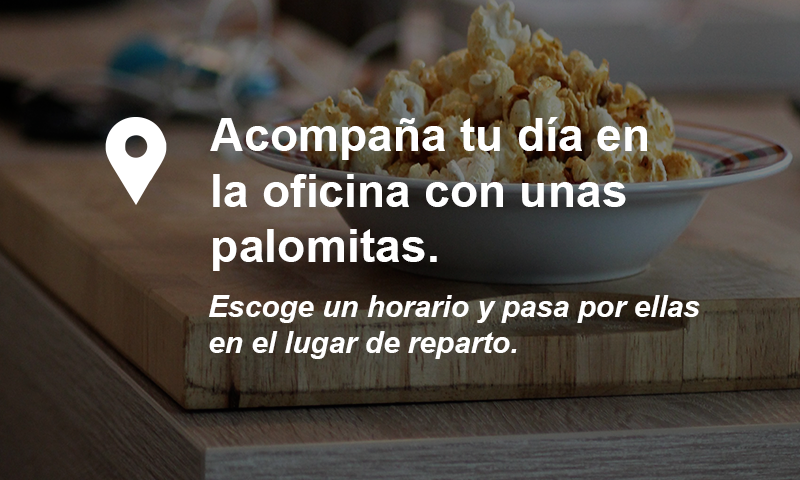 Acompaña tu día en
la oficina con unas
palomitas.
Escoge un horario y pasa por ellas
en el lugar de reparto.